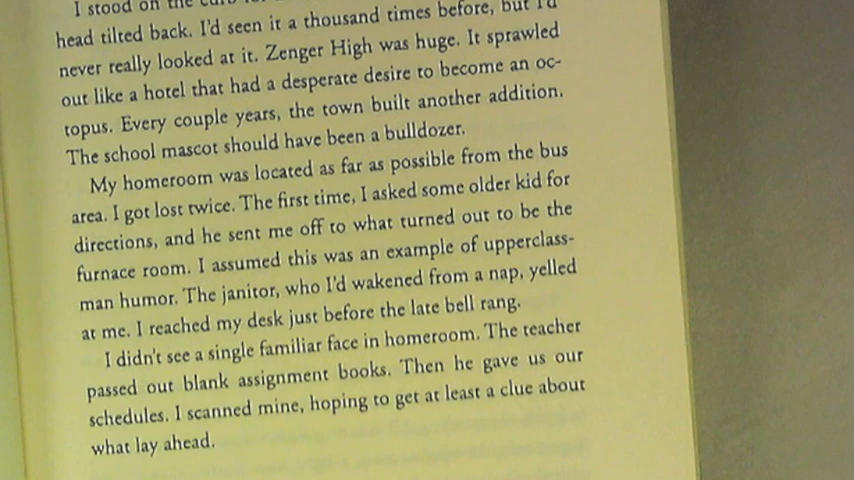 I stood on the curb for
head tilted back. I'd seen it a thousand times before, but I'd
never really looked at it. Zenger High was huge. It sprawled
out like a hotel that had a desperate desire to become an oc-
topus. Every couple years, the town built another addition.
The school mascot should have been a bulldozer.
My homeroom was located as far as possible from the bus
area. I got lost twice. The first time, I asked some older kid for
directions, and he sent me off to what turned out to be the
furnace room. I assumed this was an example of upperclass-
man humor. The janitor, who I'd wakened from a nap, yelled
at me. I reached my desk just before the late bell rang.
I didn't see a single familiar face in homeroom. The teacher
passed out blank assignment books. Then he gave us our
schedules. I scanned mine, hoping to get at least a clue about
what lay ahead.